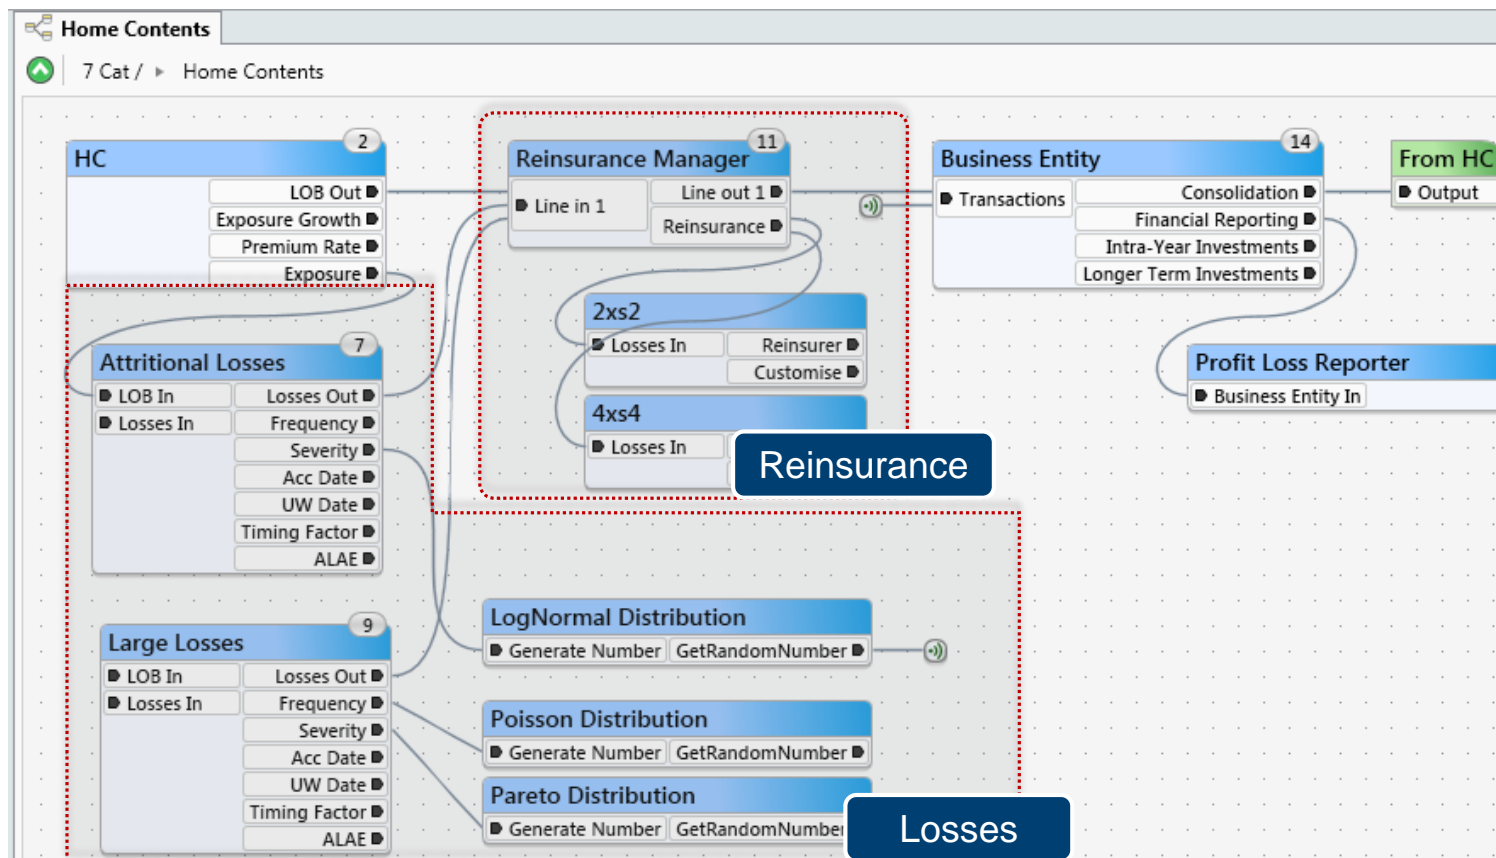 Home Contents
7 Cat / Home Contents
HC
2
LOB Out
Exposure Growth
Premium Rate
Exposure
Reinsurance Manager
11
Line in 1
Line out 1
Reinsurance
2xs2
Losses In
Reinsurer
Customise
4xs4
Losses In
Reinsurance
Business Entity
14
Transactions
Consolidation
Financial Reporting
Intra-Year Investments
Longer Term Investments
From HC
Output
Profit Loss Reporter
Business Entity In
Attritional Losses
7
LOB In
Losses Out
Losses In
Frequency
Severity
Acc Date
UW Date
Timing Factor
ALAE
Large Losses
9
LOB In
Losses Out
Losses In
Frequency
Severity
Acc Date
UW Date
Timing Factor
ALAE
LogNormal Distribution
Generate Number
GetRandomNumber
Poisson Distribution
Generate Number
GetRandomNumber
Pareto Distribution
Generate Number
GetRandomNumber
Losses